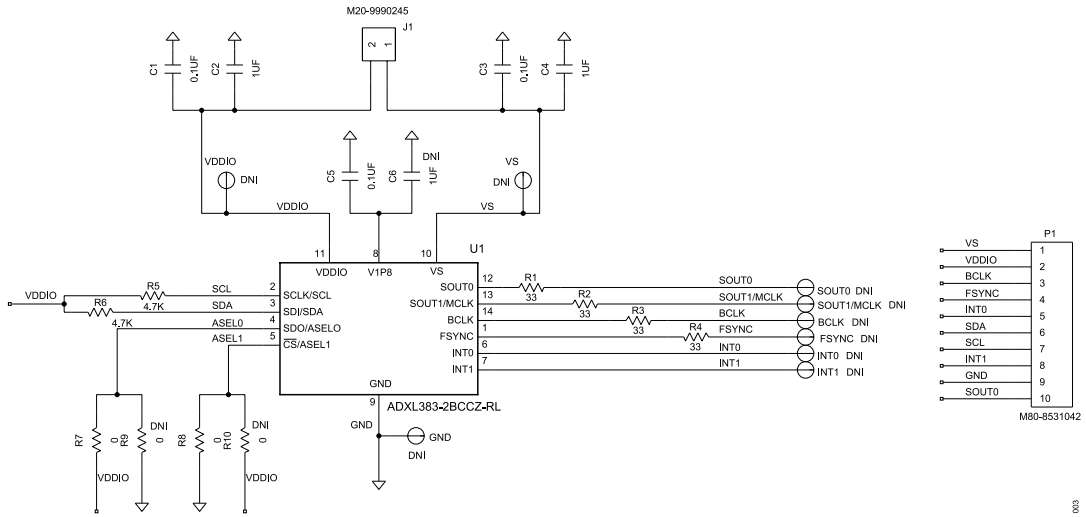 M20-9990245
J1
2
1
C1
0.1UF
C2
1UF
C3
0.1UF
C4
1UF
VDDIO
DNI
C5
0.1UF
DNI
C6
1UF
VS
DNI
VDDIO
VS
11
8
10
U1
VDDIO
V1P8
VS
VDDIO
R5
SCL
2
SCLK/SCL
R6
4.7K
SDA
3
SDI/SDA
4.7K
ASEL0
4
SDO/ASELO
ASEL1
5
CS/ASEL1
SOUT0
12
R1
33
SOUT0
SOUT0 DNI
SOUT1/MCLK
13
R2
33
SOUT1/MCLK
SOUT1/MCLK DNI
BCLK
14
R3
33
BCLK
BCLK DNI
FSYNC
1
R4
33
FSYNC
FSYNC DNI
INT0
6
INT0
INT0 DNI
INT1
7
INT1
INT1 DNI
GND
9
ADXL383-2BCCZ-RL
GND
GND
DNI
R7
0
R9
DNI
0
VDDIO
R8
0
R10
DNI
0
VDDIO
P1
VS
1
VDDIO
2
BCLK
3
FSYNC
4
INT0
5
SDA
6
SCL
7
INT1
8
GND
9
SOUT0
10
M80-8531042
003